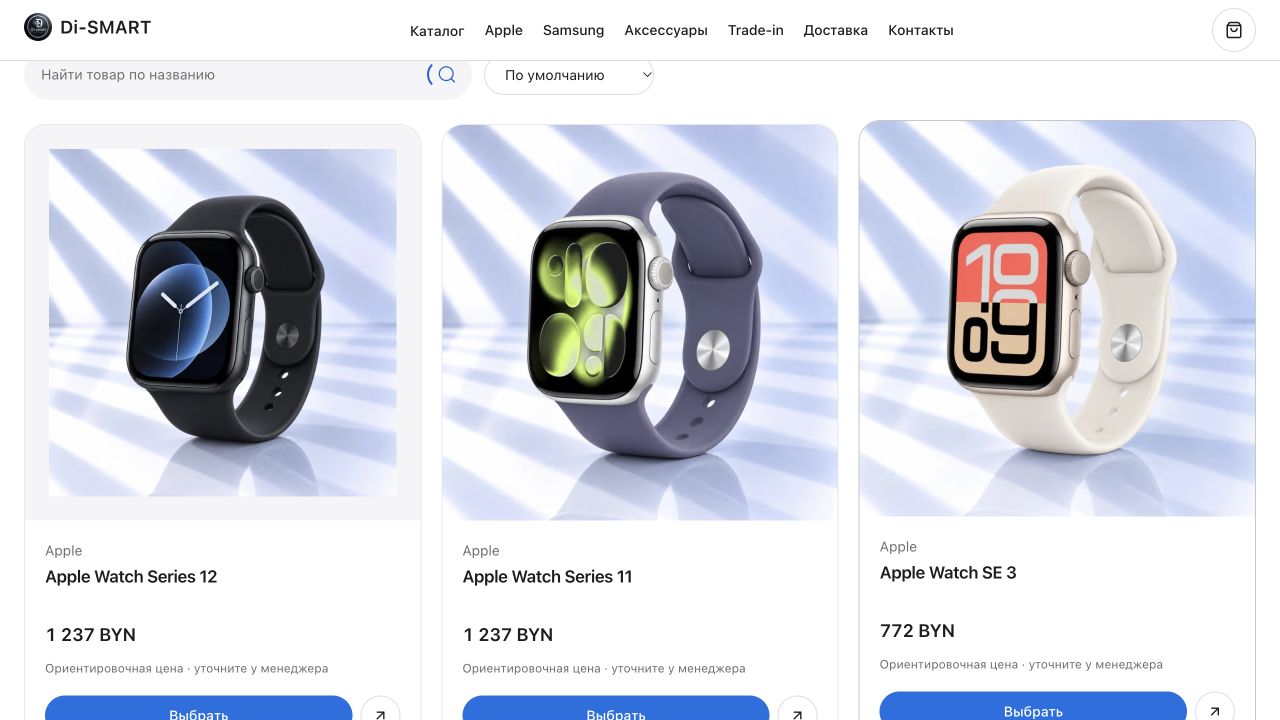 Di-SMART
Каталог Apple Samsung Аксессуары Trade-in Доставка Контакты
Найти товар по названию
По умолчанию
10
09
Apple
Apple Watch Series 12
1 237 BYN
Ориентировочная цена · уточните у менеджера
Выбрать
Apple
Apple Watch Series 11
1 237 BYN
Ориентировочная цена · уточните у менеджера
Выбрать
Apple
Apple Watch SE 3
772 BYN
Ориентировочная цена · уточните у менеджера
Выбрать